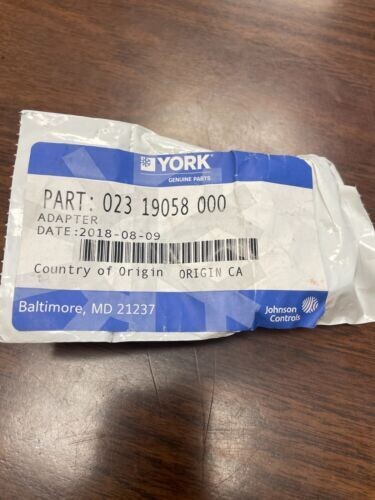 YORK
GENUINE PARTS
PART: 023 19058 000
ADAPTER
DATE:2018-08-09
Country of Origin ORIGIN CA
Baltimore, MD 21237
Johnson
Controls